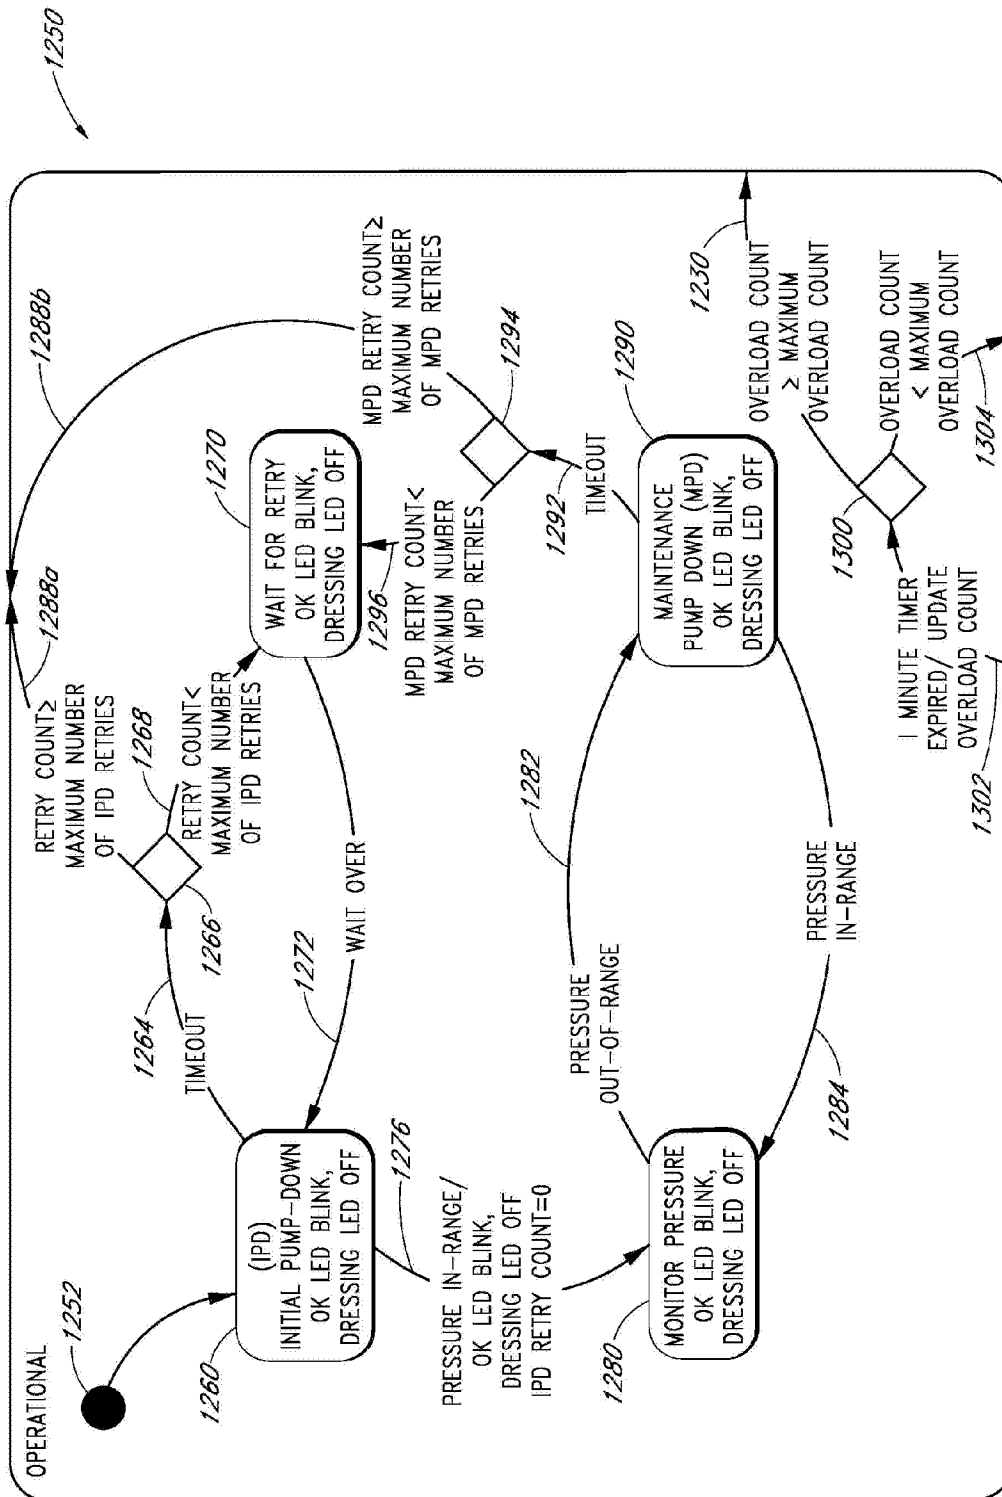 1250
OPERATIONAL
1252
1260
(IPD)
INITIAL PUMP-DOWN
OK LED BLINK,
DRESSING LED OFF
1264
TIMEOUT
1266
RETRY COUNT≥
MAXIMUM NUMBER
OF IPD RETRIES
1288a
1288b
1268
RETRY COUNT<
MAXIMUM NUMBER
OF IPD RETRIES
1270
WAIT FOR RETRY
OK LED BLINK,
DRESSING LED OFF
1272
WAIT OVER
1276
PRESSURE IN-RANGE/
OK LED BLINK,
DRESSING LED OFF
IPD RETRY COUNT=0
1280
MONITOR PRESSURE
OK LED BLINK,
DRESSING LED OFF
1282
PRESSURE
OUT-OF-RANGE
1284
PRESSURE
IN-RANGE
1290
MAINTENANCE
PUMP DOWN (MPD)
OK LED BLINK,
DRESSING LED OFF
1292
TIMEOUT
1294
MPD RETRY COUNT≥
MAXIMUM NUMBER
OF MPD RETRIES
1296
MPD RETRY COUNT<
MAXIMUM NUMBER
OF MPD RETRIES
1230
OVERLOAD COUNT
≥ MAXIMUM
OVERLOAD COUNT
1300
OVERLOAD COUNT
< MAXIMUM
OVERLOAD COUNT
1304
1 MINUTE TIMER
EXPIRED/ UPDATE
OVERLOAD COUNT
1302